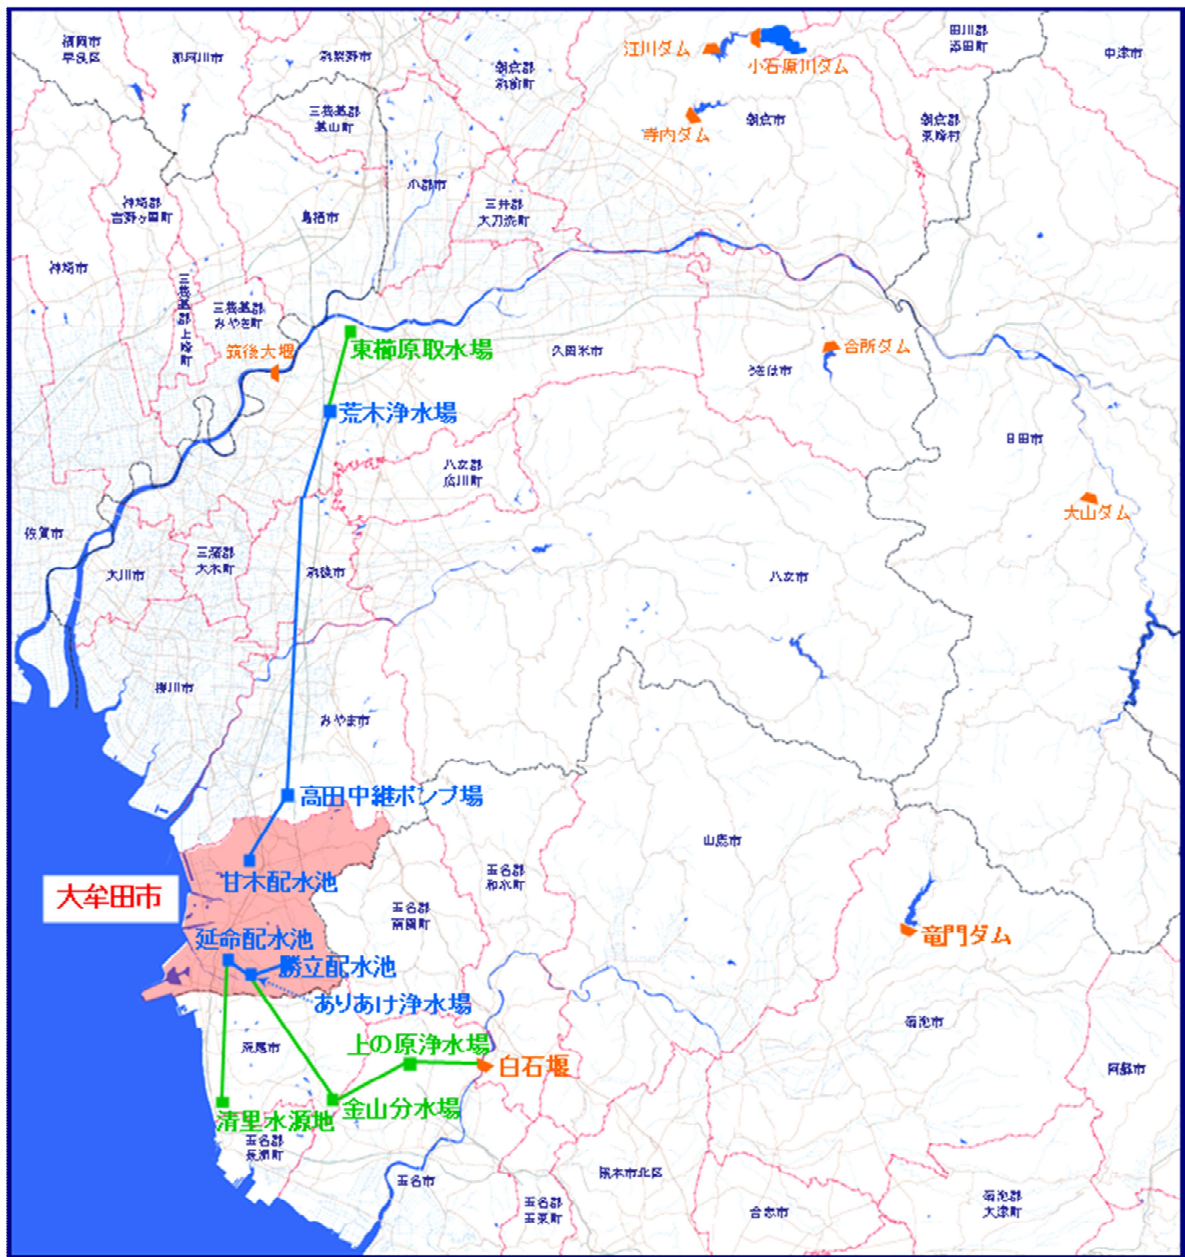 福岡市
早良区
那珂川市
筑紫野市
朝倉郡
筑前町
江川ダム
小石原川ダム
田川郡
添田町
中津市
三養基郡
基山町
寺内ダム
朝倉市
朝倉郡
東峰村
神埼郡
吉野ヶ里町
鳥栖市
小郡市
三井郡
大刀洗町
神埼市
三養基郡上峰町
三養基郡
みやき町
筑後大堰
東櫛原取水場
久留米市
うきは市
合所ダム
荒木浄水場
日田市
八女郡
広川町
大山ダム
佐賀市
大川市
三潴郡
大木町
筑後市
八女市
柳川市
みやま市
高田中継ポンプ場
甘木配水池
大牟田市
玉名郡
和水町
山鹿市
玉名郡
南関町
竜門ダム
延命配水池
勝立配水池
ありあけ浄水場
菊池市
荒尾市
上の原浄水場
白石堰
阿蘇市
清里水源地
金山分水場
玉名郡
長洲町
玉名市
熊本市北区
玉名郡
玉東町
合志市
菊池郡
大津町